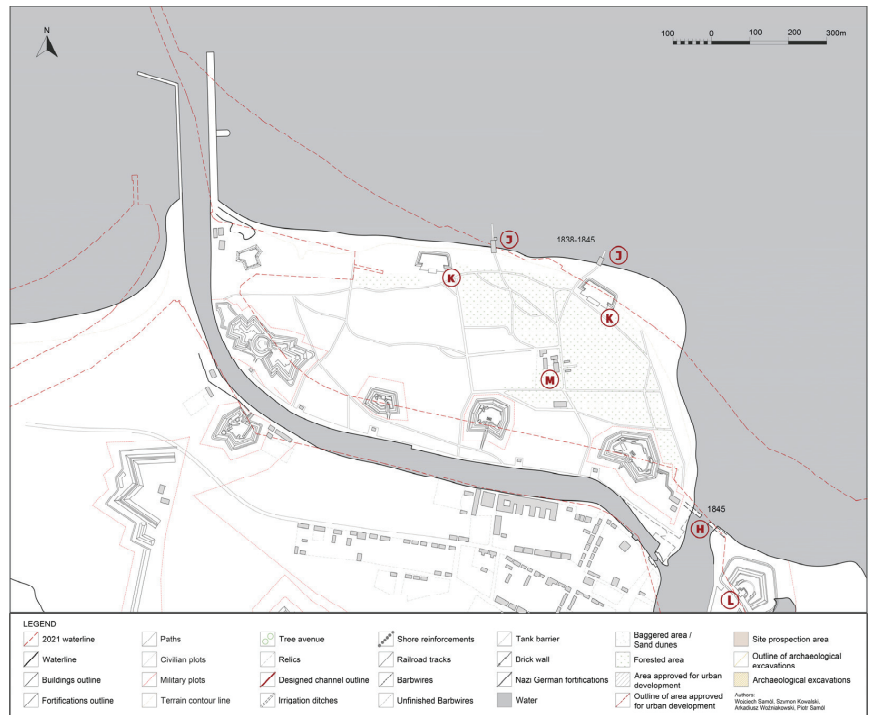 N
100 0 100 200 300m
J
1838-1845
J
K
K
M
1845
H
L
LEGEND
2021 waterline
Waterline
Buildings outline
Fortifications outline
Paths
Civilian plots
Military plots
Terrain contour line
Tree avenue
Relics
Designed channel outline
Irrigation ditches
Shore reinforcements
Railroad tracks
Barbwires
Unfinished Barbwires
Tank barrier
Brick wall
Nazi German fortifications
Water
Baggered area /
Sand dunes
Forested area
Area approved for urban
development
Outline of area approved
for urban development
Site prospection area
Outline of archaeological
excavations
Archaeological excavations
Authors:
Wojciech Samól, Szymon Kowalski,
Arkadiusz Woźniakowski, Piotr Samól